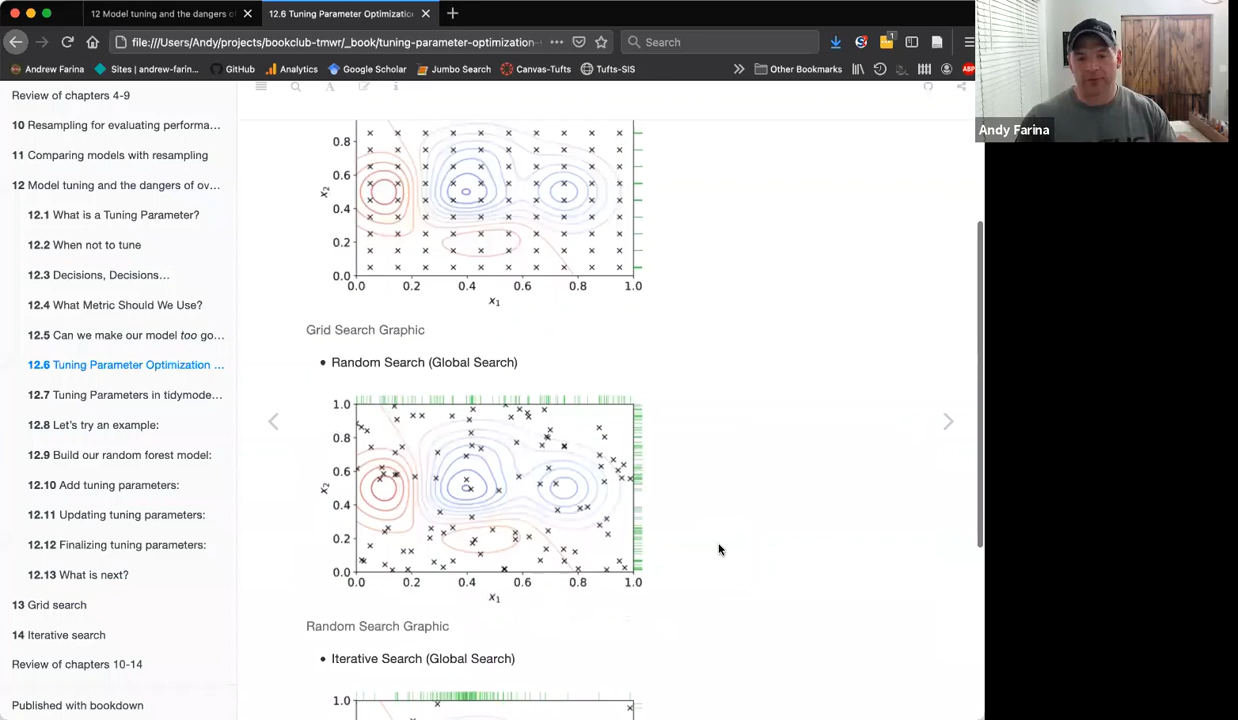 12 Model tuning and the dangers of
12.6 Tuning Parameter Optimizatio
file:///Users/Andy/projects/bookclub-tmwr/_book/tuning-parameter-optimization-
Search
1
Andrew Farina
Sites | andrew-farin...
GitHub
Analytics
Google Scholar
Jumbo Search
Canvas-Tufts
Tufts-SIS
Other Bookmarks
ABP
Andy Farina
Review of chapters 4-9
10 Resampling for evaluating performa...
11 Comparing models with resampling
12 Model tuning and the dangers of ov...
12.1 What is a Tuning Parameter?
12.2 When not to tune
12.3 Decisions, Decisions...
12.4 What Metric Should We Use?
12.5 Can we make our model too go...
12.6 Tuning Parameter Optimization ...
12.7 Tuning Parameters in tidymode...
12.8 Let's try an example:
12.9 Build our random forest model:
12.10 Add tuning parameters:
12.11 Updating tuning parameters:
12.12 Finalizing tuning parameters:
12.13 What is next?
13 Grid search
14 Iterative search
Review of chapters 10-14
Published with bookdown
0.8
0.6
x2
0.4
0.2
0.0
0.0 0.2 0.4 0.6 0.8 1.0
x1
Grid Search Graphic
• Random Search (Global Search)
1.0
0.8
0.6
x2
0.4
0.2
0.0
0.0 0.2 0.4 0.6 0.8 1.0
x1
Random Search Graphic
• Iterative Search (Global Search)
1.0